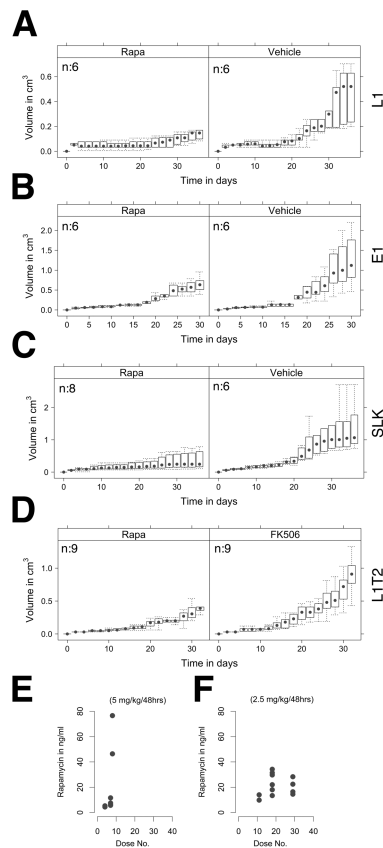 A
Rapa Vehicle
n:6 n:6
Volume in cm3
0.6
0.4
0.2
0.0
L1
0 10 20 30 0 10 20 30
Time in days
B
Rapa Vehicle
n:6 n:6
Volume in cm3
2.0
1.5
1.0
0.5
0.0
E1
0 5 10 15 20 25 30 0 5 10 15 20 25 30
Time in days
C
Rapa Vehicle
n:8 n:6
Volume in cm3
2
1
0
SLK
0 10 20 30 0 10 20 30
Time in days
D
Rapa FK506
n:9 n:9
Volume in cm3
1.0
0.5
0.0
L1T2
0 10 20 30 0 10 20 30
Time in days
E F
(5 mg/kg/48hrs) (2.5 mg/kg/48hrs)
Rapamycin in ng/ml Rapamycin in ng/ml
80 80
60 60
40 40
20 20
0 0
0 10 20 30 40 0 10 20 30 40
Dose No. Dose No.